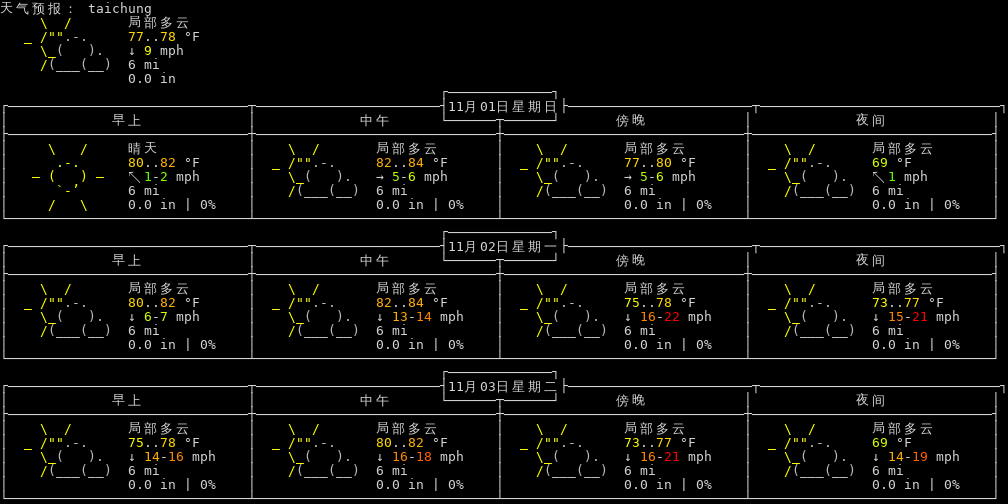 天气预报： taichung
局部多云
77..78 °F
↓ 9 mph
6 mi
0.0 in
11月01日星期日
早上 中午 傍晚 夜间
晴天 局部多云 局部多云 局部多云
80..82 °F 82..84 °F 77..80 °F 69 °F
↖ 1-2 mph → 5-6 mph → 5-6 mph ↖ 1 mph
6 mi 6 mi 6 mi 6 mi
0.0 in | 0% 0.0 in | 0% 0.0 in | 0% 0.0 in | 0%
11月02日星期一
早上 中午 傍晚 夜间
局部多云 局部多云 局部多云 局部多云
80..82 °F 82..84 °F 75..78 °F 73..77 °F
↓ 6-7 mph ↓ 13-14 mph ↓ 16-22 mph ↓ 15-21 mph
6 mi 6 mi 6 mi 6 mi
0.0 in | 0% 0.0 in | 0% 0.0 in | 0% 0.0 in | 0%
11月03日星期二
早上 中午 傍晚 夜间
局部多云 局部多云 局部多云 局部多云
75..78 °F 80..82 °F 73..77 °F 69 °F
↓ 14-16 mph ↓ 16-18 mph ↓ 16-21 mph ↓ 14-19 mph
6 mi 6 mi 6 mi 6 mi
0.0 in | 0% 0.0 in | 0% 0.0 in | 0% 0.0 in | 0%